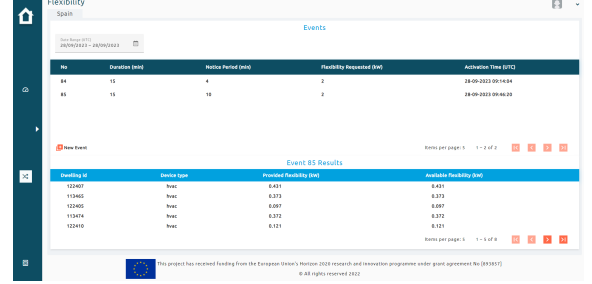 Flexibility
Spain
Events
Date Range (UTC)
28/09/2023 – 28/09/2023
No Duration (min) Notice Period (min) Flexibility Requested (kW) Activation Time (UTC)
84 15 4 2 28-09-2023 09:14:04
85 15 10 2 28-09-2023 09:46:20
New Event
Items per page: 5 1 – 2 of 2
Event 85 Results
Dwelling id Device type Provided flexibility (kW) Available flexibility (kW)
122407 hvac 0.431 0.431
113465 hvac 0.373 0.373
122405 hvac 0.097 0.097
113474 hvac 0.372 0.372
122410 hvac 0.121 0.121
Items per page: 5 1 – 5 of 9
This project has received funding from the European Union's Horizon 2020 research and innovation programme under grant agreement No [893857]
© All rights reserved 2022